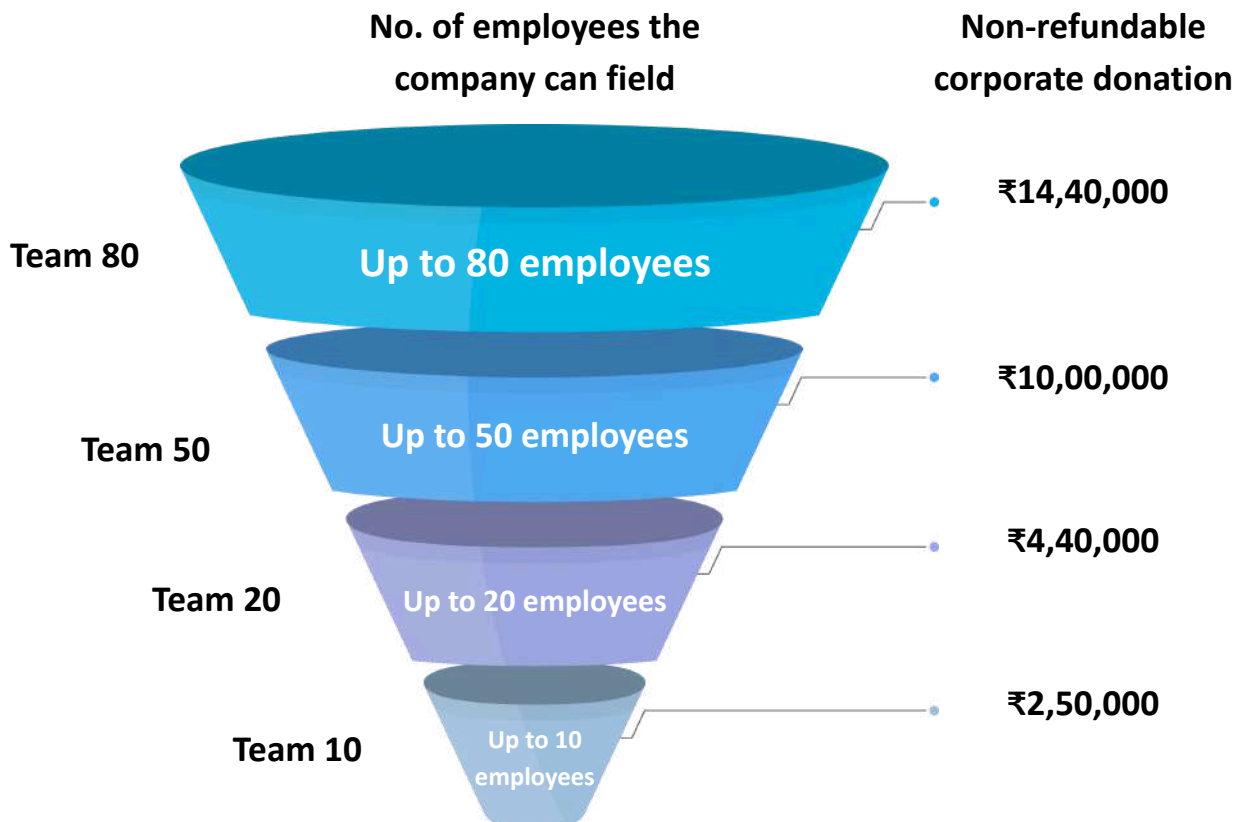 No. of employees the
company can field
Non-refundable
corporate donation
Team 80
Up to 80 employees
₹14,40,000
Team 50
Up to 50 employees
₹10,00,000
Team 20
Up to 20 employees
₹4,40,000
Team 10
Up to 10
employees
₹2,50,000